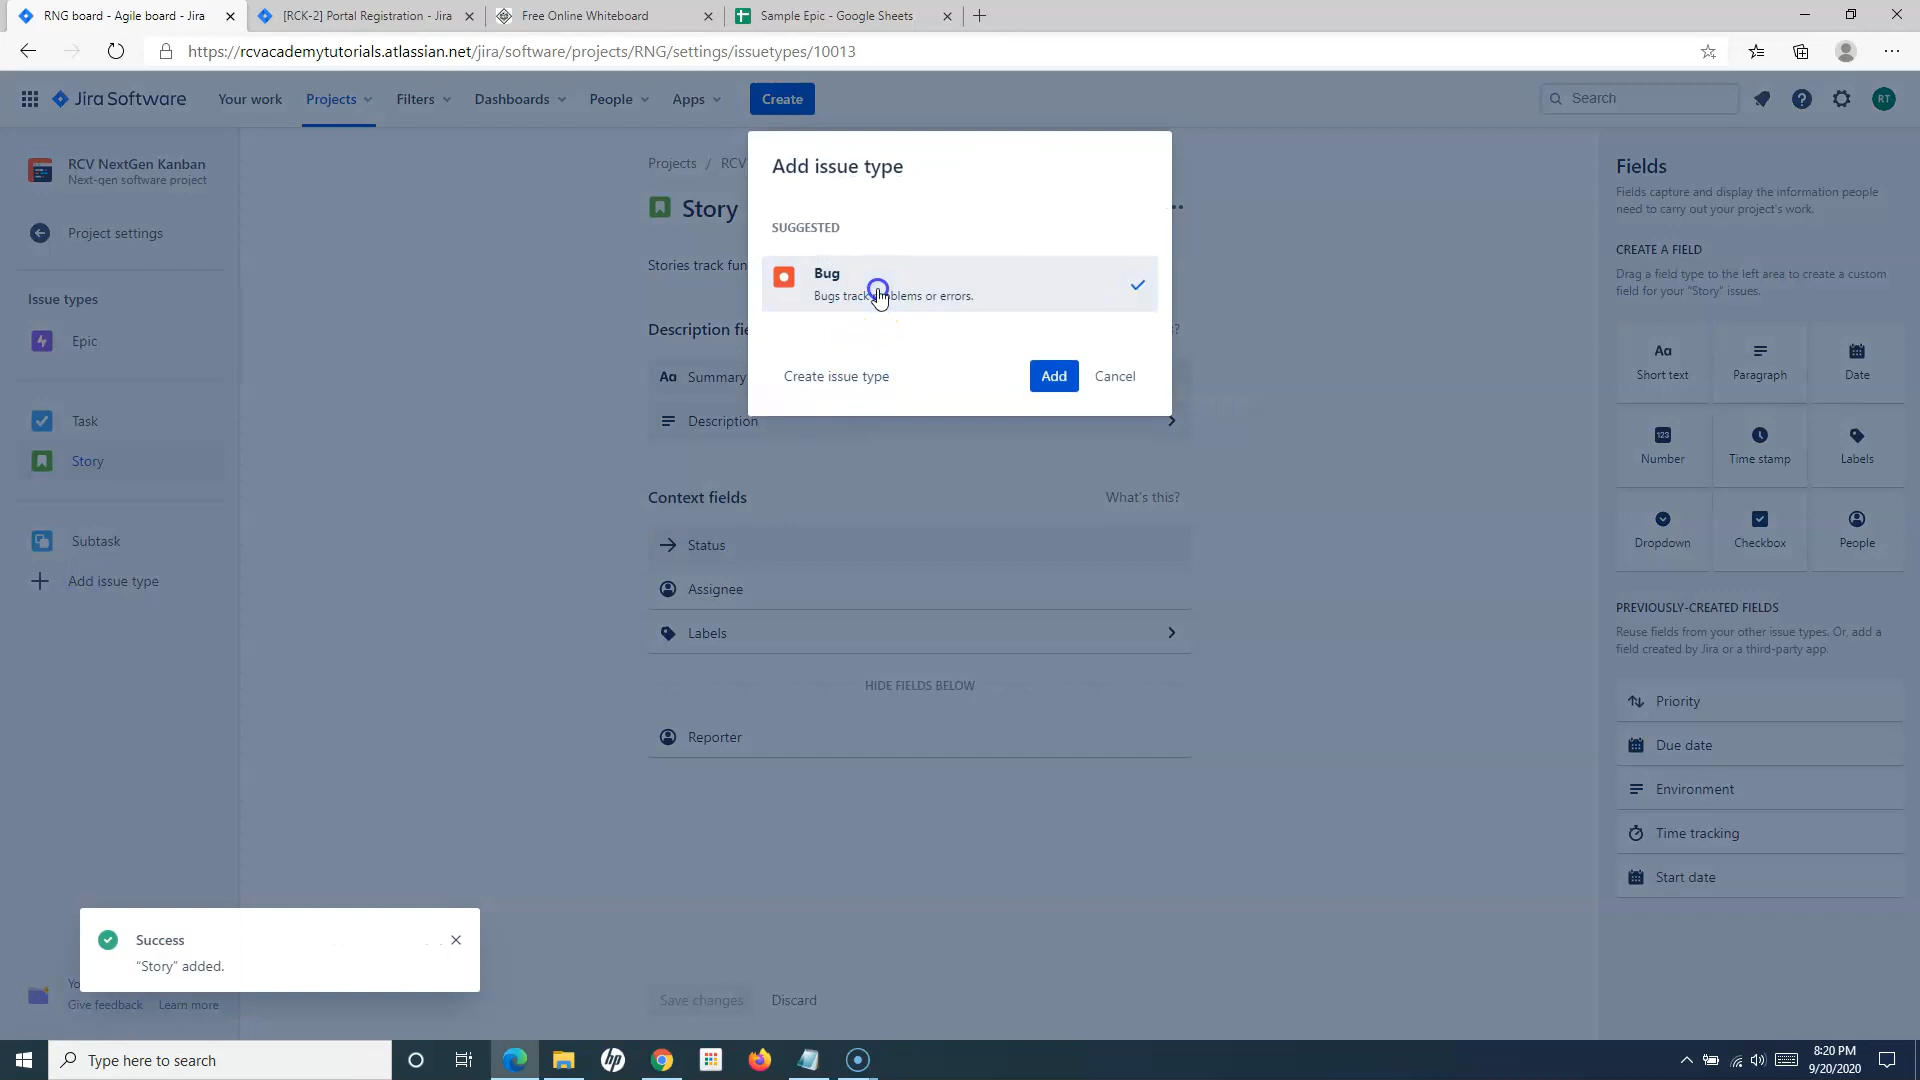 RNG board - Agile board - Jira
[RCK-2] Portal Registration - Jira
Free Online Whiteboard
Sample Epic - Google Sheets
https://rcvacademytutorials.atlassian.net/jira/software/projects/RNG/settings/issuetypes/10013
Jira Software
Your work
Projects
Filters
Dashboards
People
Apps
Create
Search
RT
RCV NextGen Kanban
Next-gen software project
Project settings
Issue types
Epic
Task
Story
Subtask
Add issue type
Give feedback
Learn more
Success
“Story” added.
Projects / RCV
Story
Stories track fun
Aa Summary
Description
Context fields
What's this?
Status
Assignee
Labels
HIDE FIELDS BELOW
Reporter
Save changes
Discard
Add issue type
SUGGESTED
Bug
Bugs track
blems or errors.
Create issue type
Add
Cancel
Fields
Fields capture and display the information people
need to carry out your project's work.
CREATE A FIELD
Drag a field type to the left area to create a custom
field for your “Story” issues.
Aa
Short text
Paragraph
Date
123
Number
Time stamp
Labels
Dropdown
Checkbox
People
PREVIOUSLY-CREATED FIELDS
Reuse fields from your other issue types. Or, add a
field created by Jira or a third-party app.
Priority
Due date
Environment
Time tracking
Start date
Type here to search
hp
8:20 PM
9/20/2020